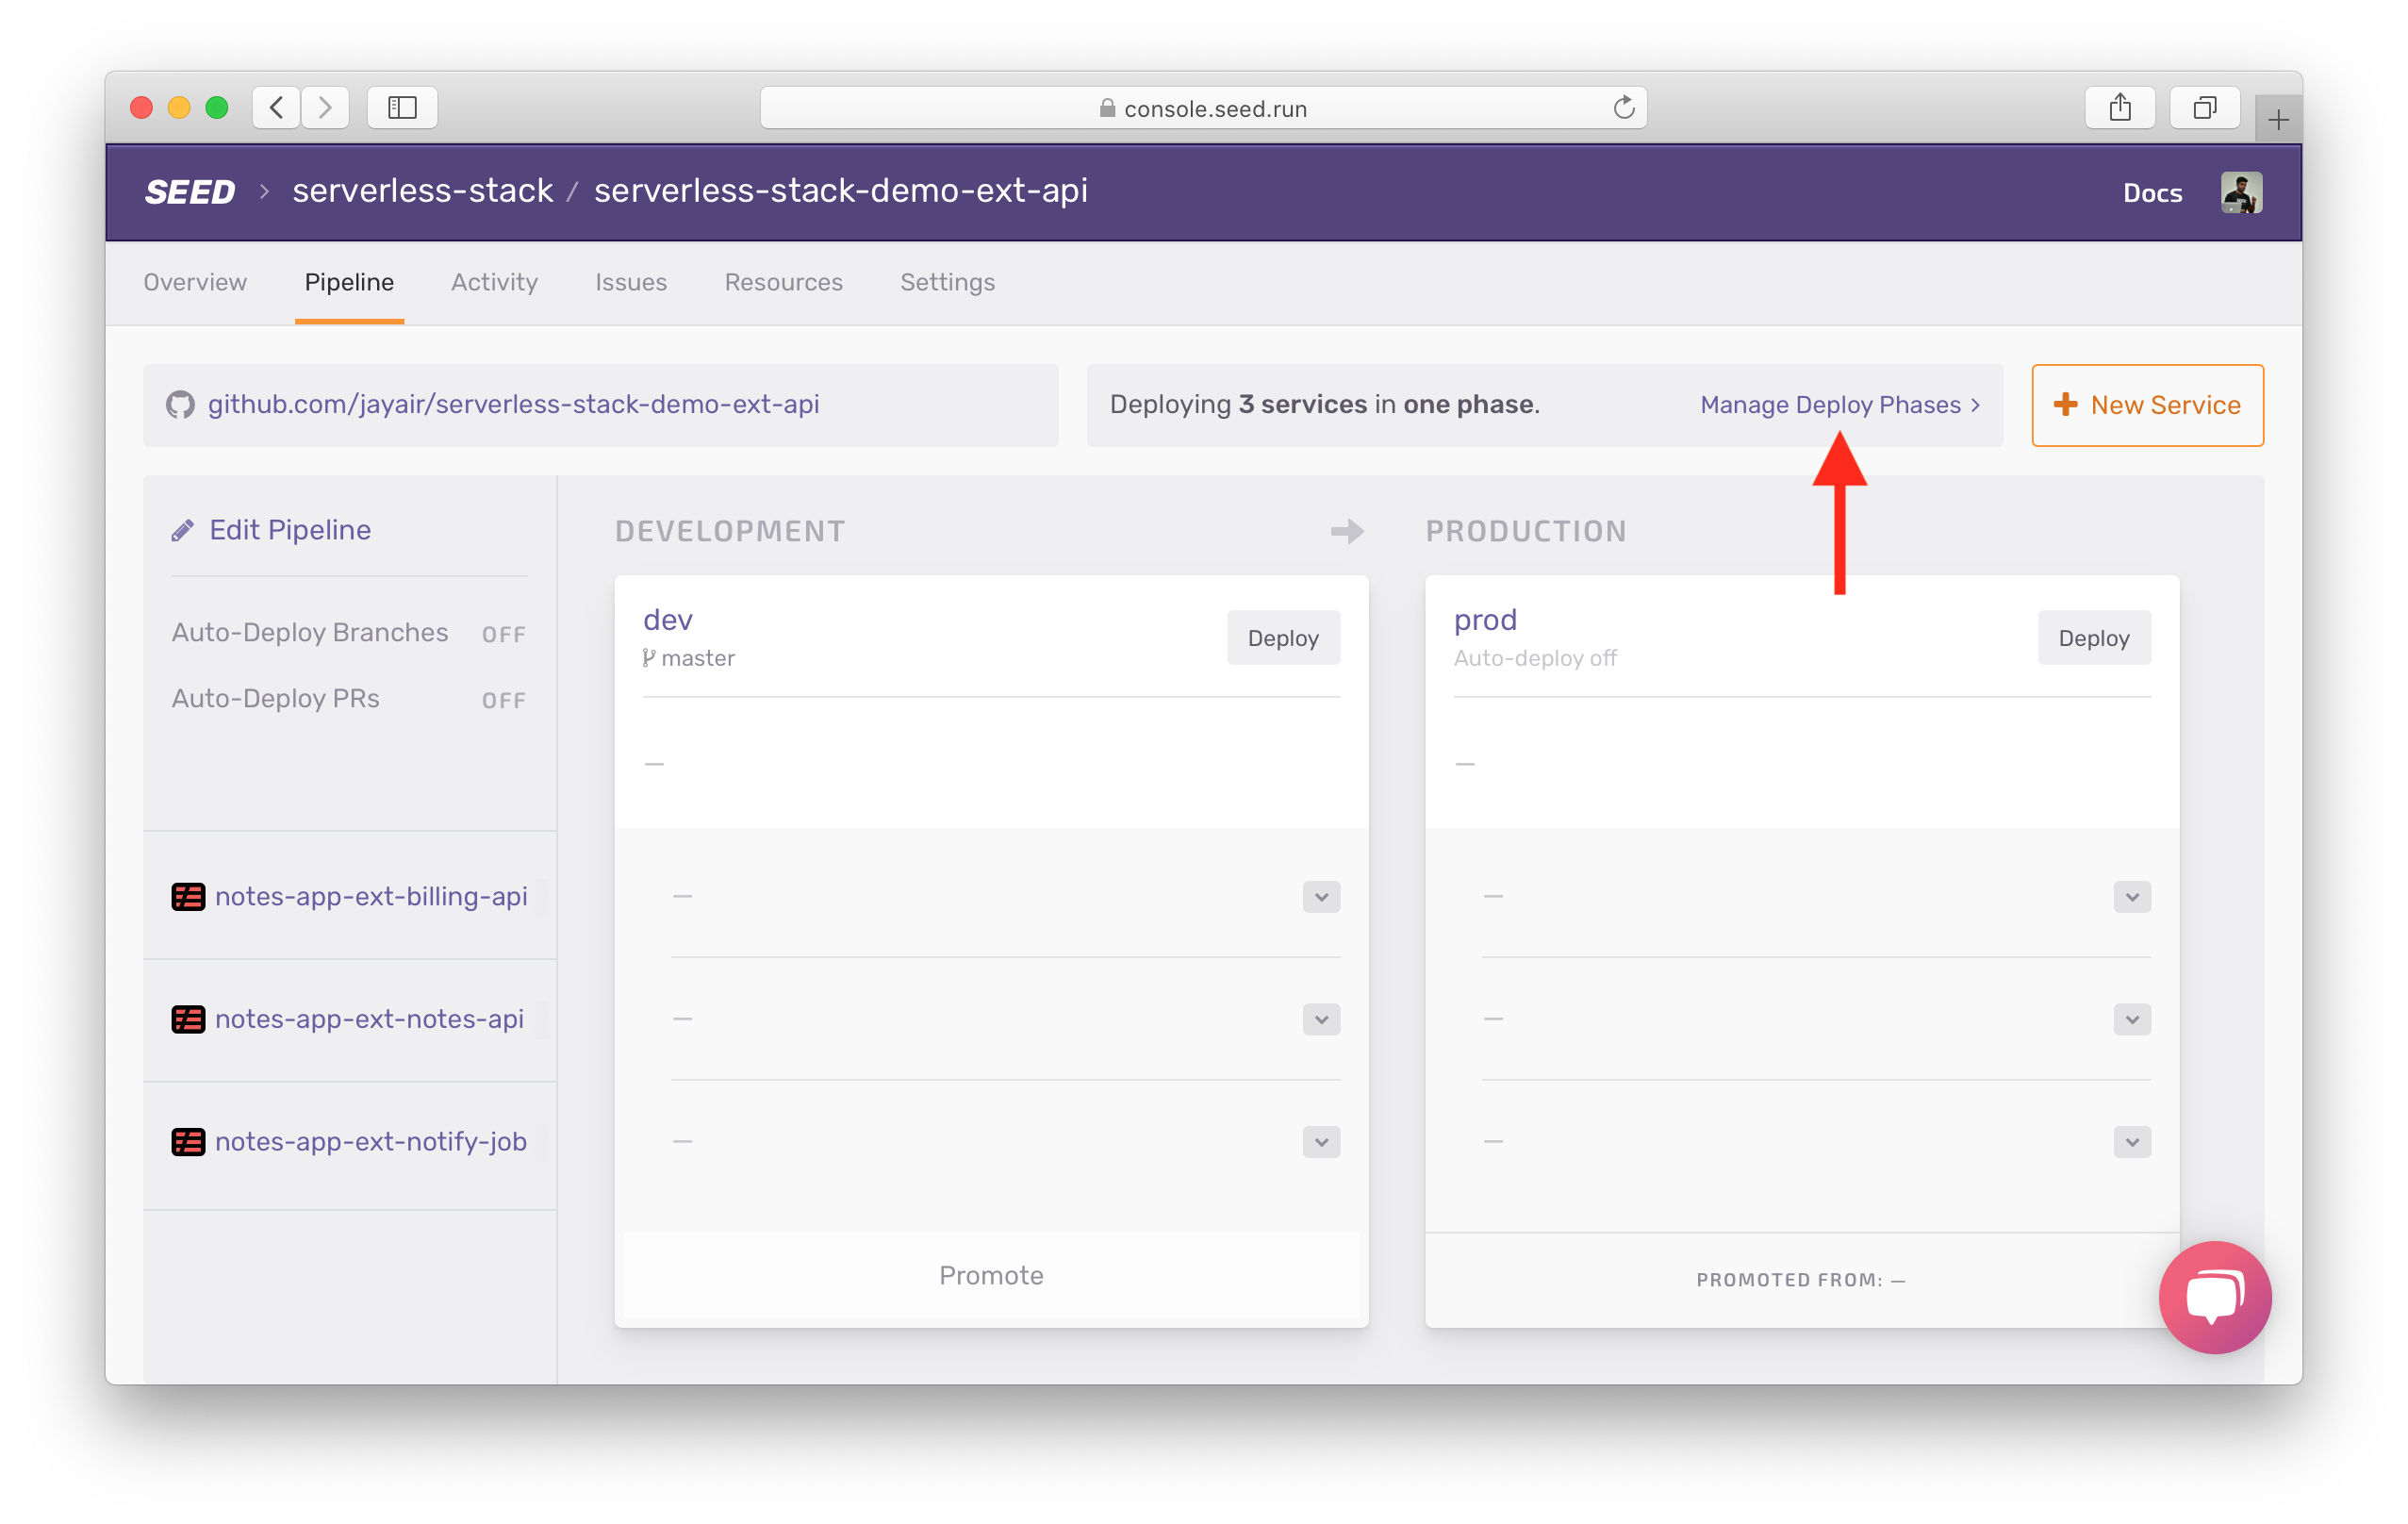 console.seed.run
SEED > serverless-stack / serverless-stack-demo-ext-api
Docs
Overview Pipeline Activity Issues Resources Settings
github.com/jayair/serverless-stack-demo-ext-api
Deploying 3 services in one phase.
Manage Deploy Phases >
+ New Service
Edit Pipeline
Auto-Deploy Branches OFF
Auto-Deploy PRs OFF
notes-app-ext-billing-api
notes-app-ext-notes-api
notes-app-ext-notify-job
DEVELOPMENT
dev
master
Deploy
—
—
—
—
Promote
PRODUCTION
prod
Auto-deploy off
Deploy
—
—
—
—
PROMOTED FROM: —